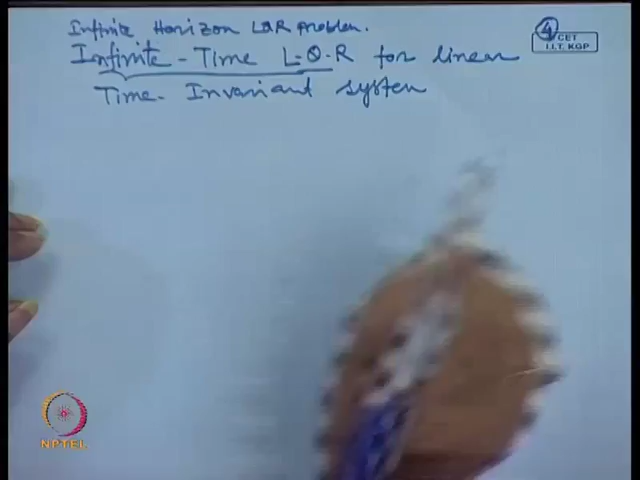 Infinite Horizon LQR problem.
Infinite - Time L.Q.R for linear
Time - Invariant system
4
CET
I.I.T. KGP
NPTEL